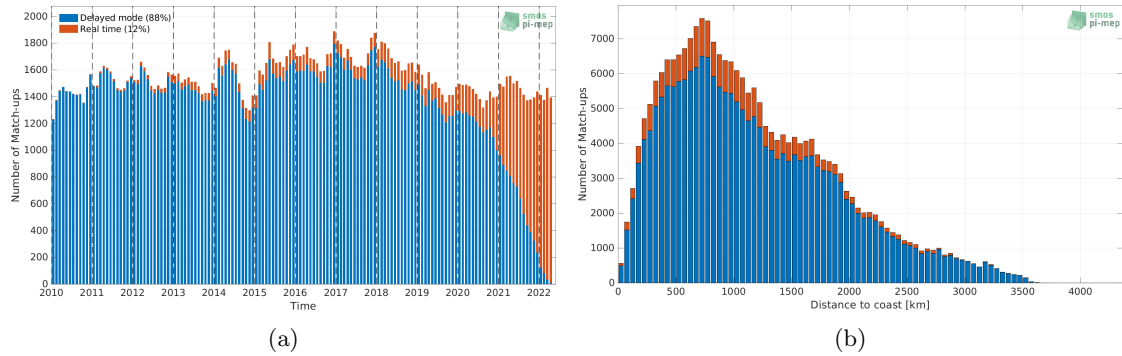 Delayed mode (88%)
Real time (12%)
smos
pi-mep
Number of Match-ups
2000
1800
1600
1400
1200
1000
800
600
400
200
0
2010 2011 2012 2013 2014 2015 2016 2017 2018 2019 2020 2021 2022
Time
(a)
smos
pi-mep
Number of Match-ups
7000
6000
5000
4000
3000
2000
1000
0
0 500 1000 1500 2000 2500 3000 3500 4000
Distance to coast [km]
(b)